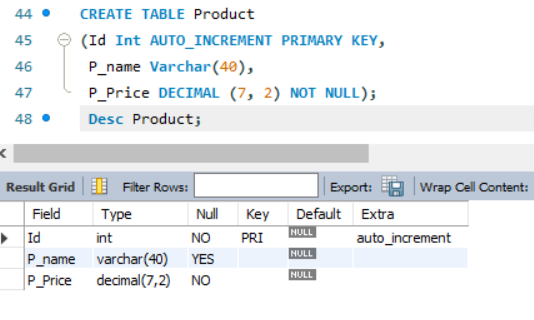 44 CREATE TABLE Product
45 (Id Int AUTO_INCREMENT PRIMARY KEY,
46 P_name Varchar(40),
47 P_Price DECIMAL (7, 2) NOT NULL);
48 Desc Product;
Result Grid Filter Rows: Export: Wrap Cell Content:
Field Type Null Key Default Extra
Id int NO PRI NULL auto_increment
P_name varchar(40) YES NULL
P_Price decimal(7,2) NO NULL